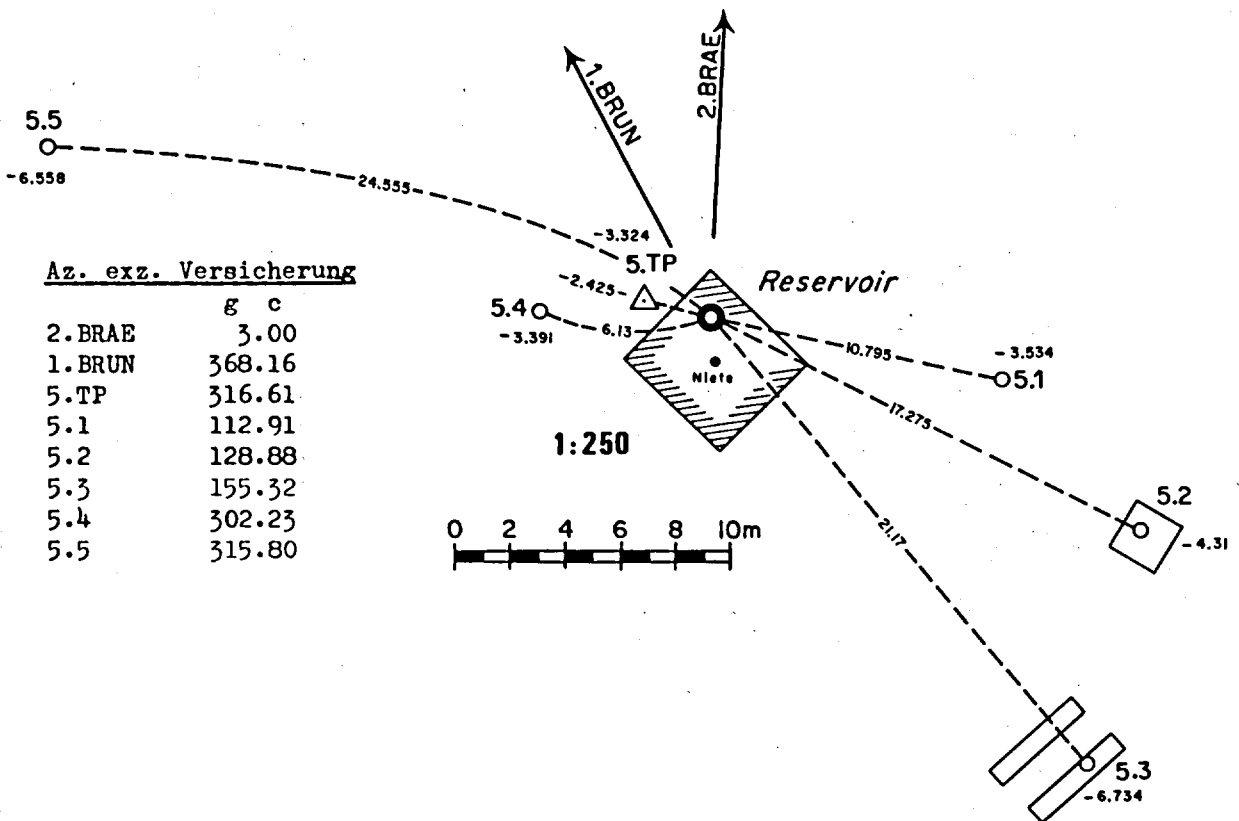 2.BRAE
1.BRUN
5.5
-6.558
24.555
-3.324
5.TP
Reservoir
-2.425
5.4
-3.391
6.13
Niete
10.795
-3.534
5.1
17.275
5.2
-4.31
21.17
5.3
-6.734
Az. exz. Versicherung
g c
2.BRAE 3.00
1.BRUN 368.16
5.TP 316.61
5.1 112.91
5.2 128.88
5.3 155.32
5.4 302.23
5.5 315.80
1:250
0 2 4 6 8 10m